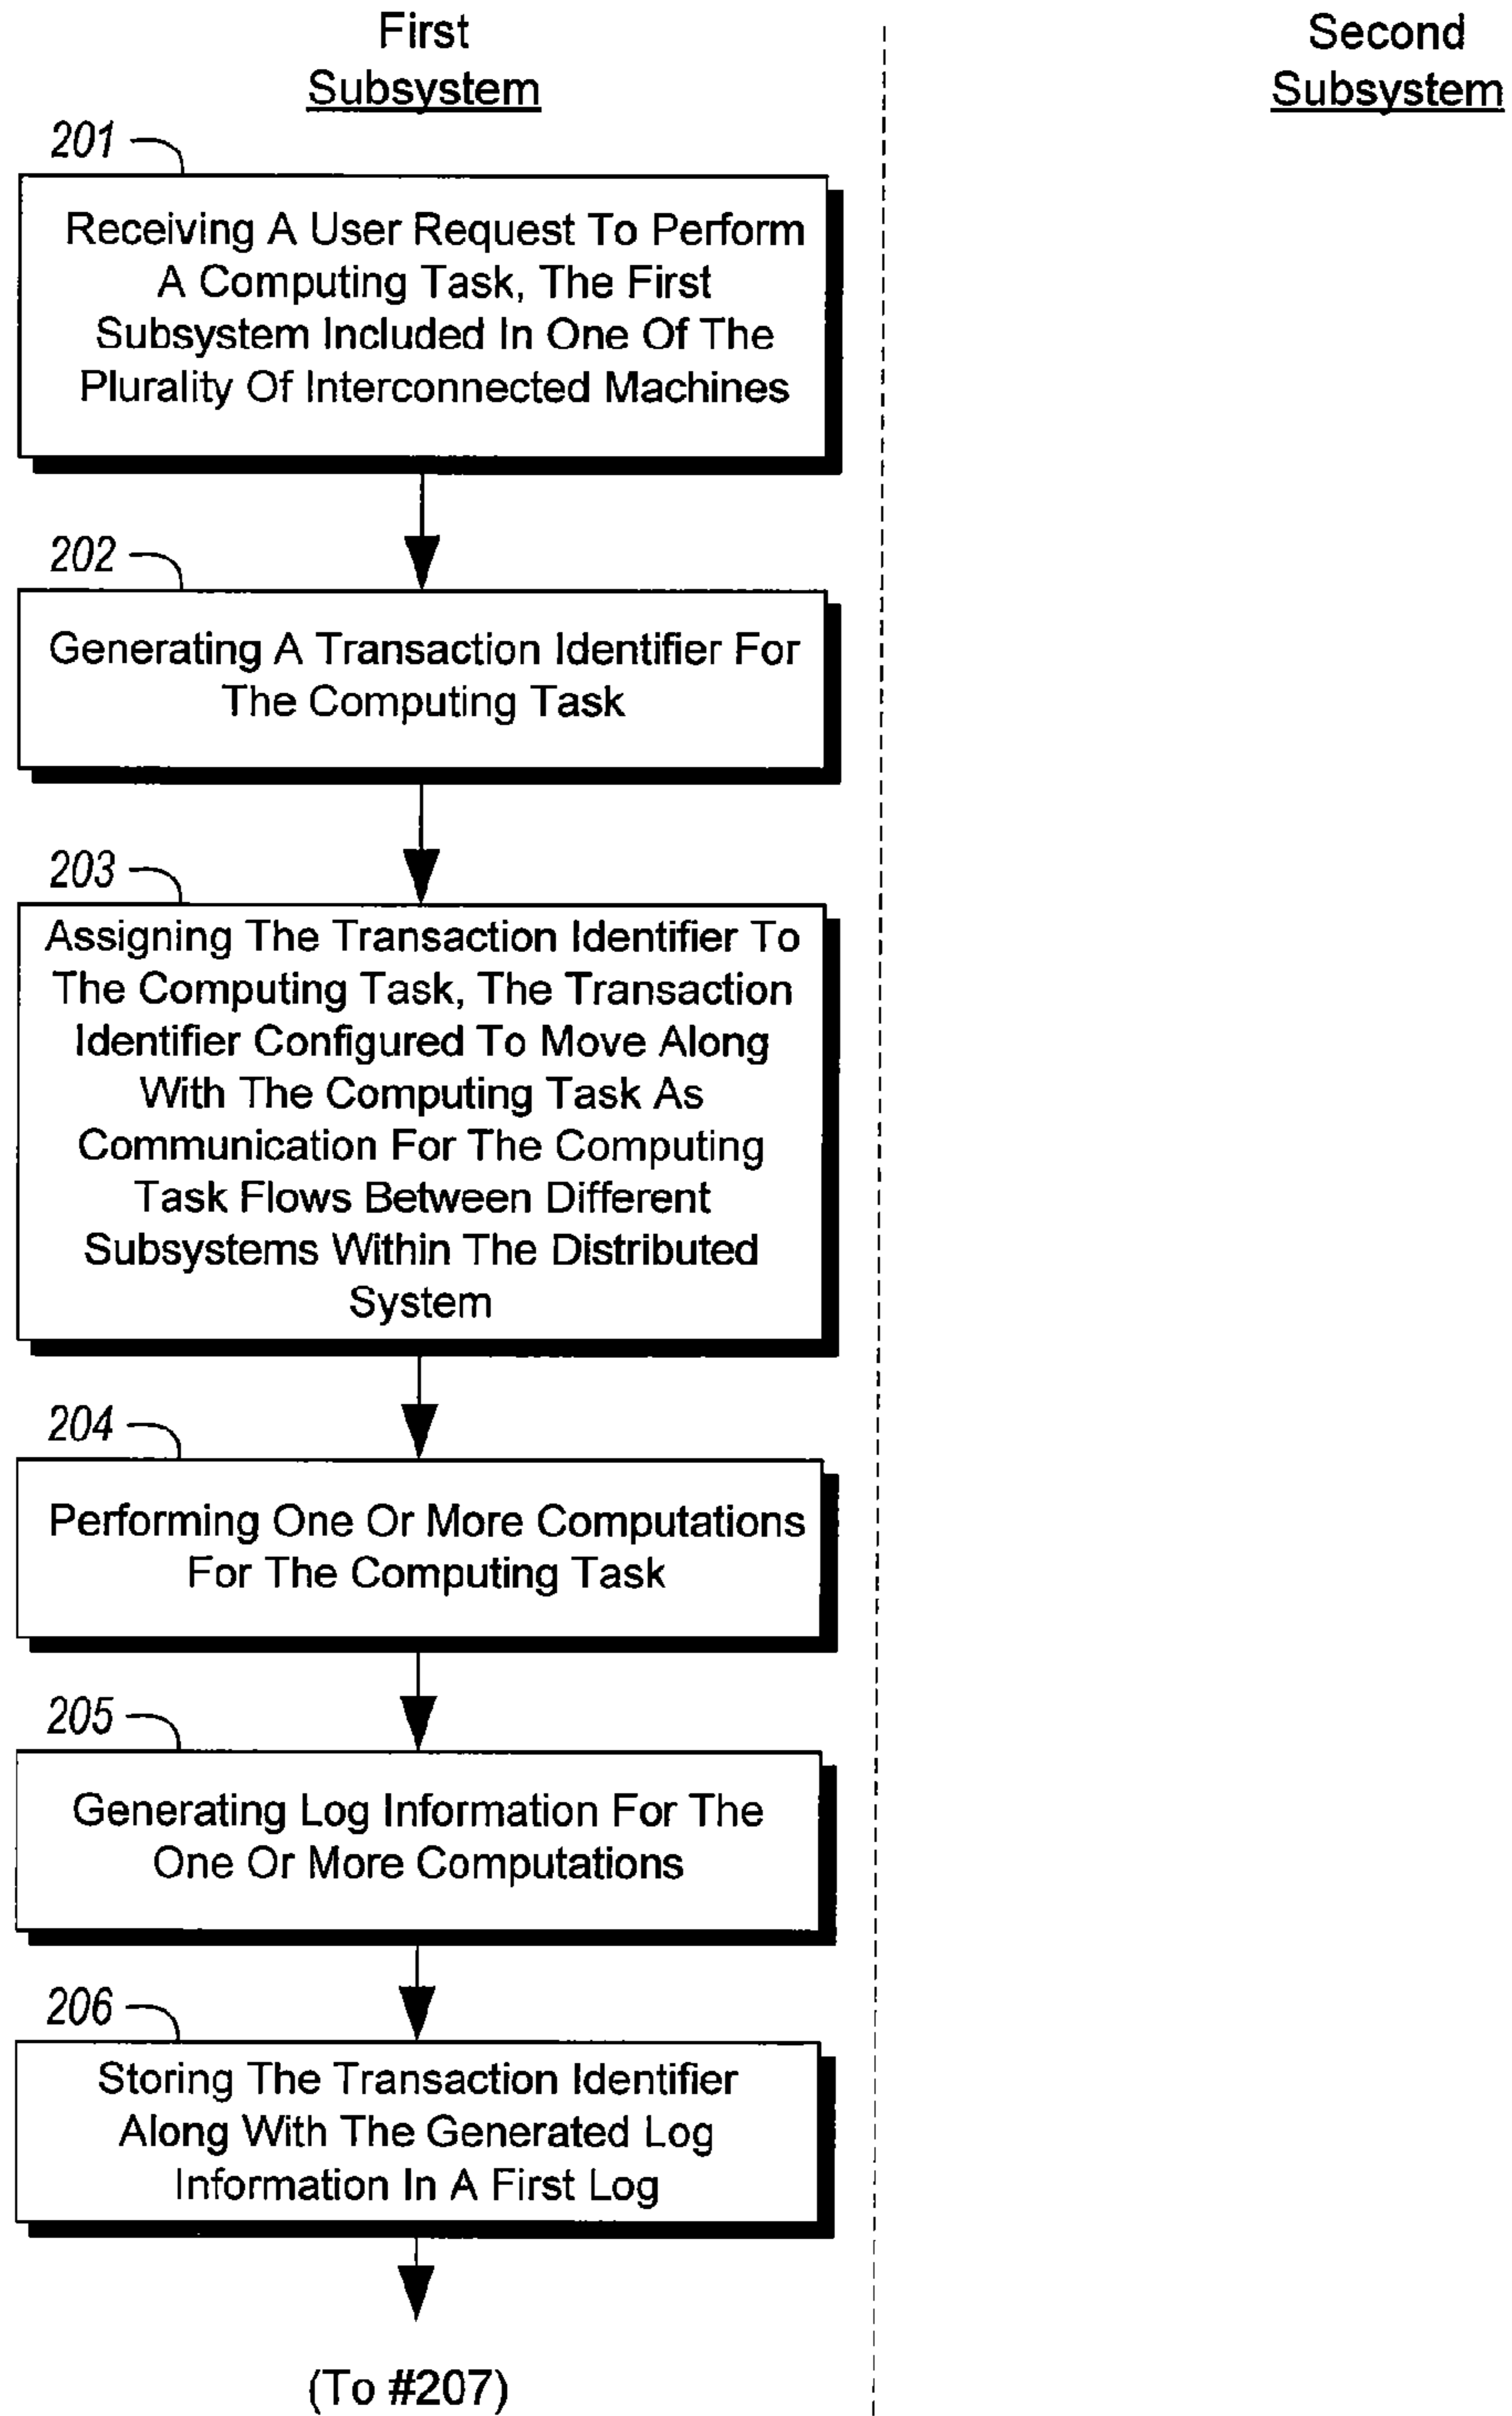 First
Subsystem
Second
Subsystem
201
Receiving A User Request To Perform
A Computing Task, The First
Subsystem Included In One Of The
Plurality Of Interconnected Machines
202
Generating A Transaction Identifier For
The Computing Task
203
Assigning The Transaction Identifier To
The Computing Task, The Transaction
Identifier Configured To Move Along
With The Computing Task As
Communication For The Computing
Task Flows Between Different
Subsystems Within The Distributed
System
204
Performing One Or More Computations
For The Computing Task
205
Generating Log Information For The
One Or More Computations
206
Storing The Transaction Identifier
Along With The Generated Log
Information In A First Log
(To #207)